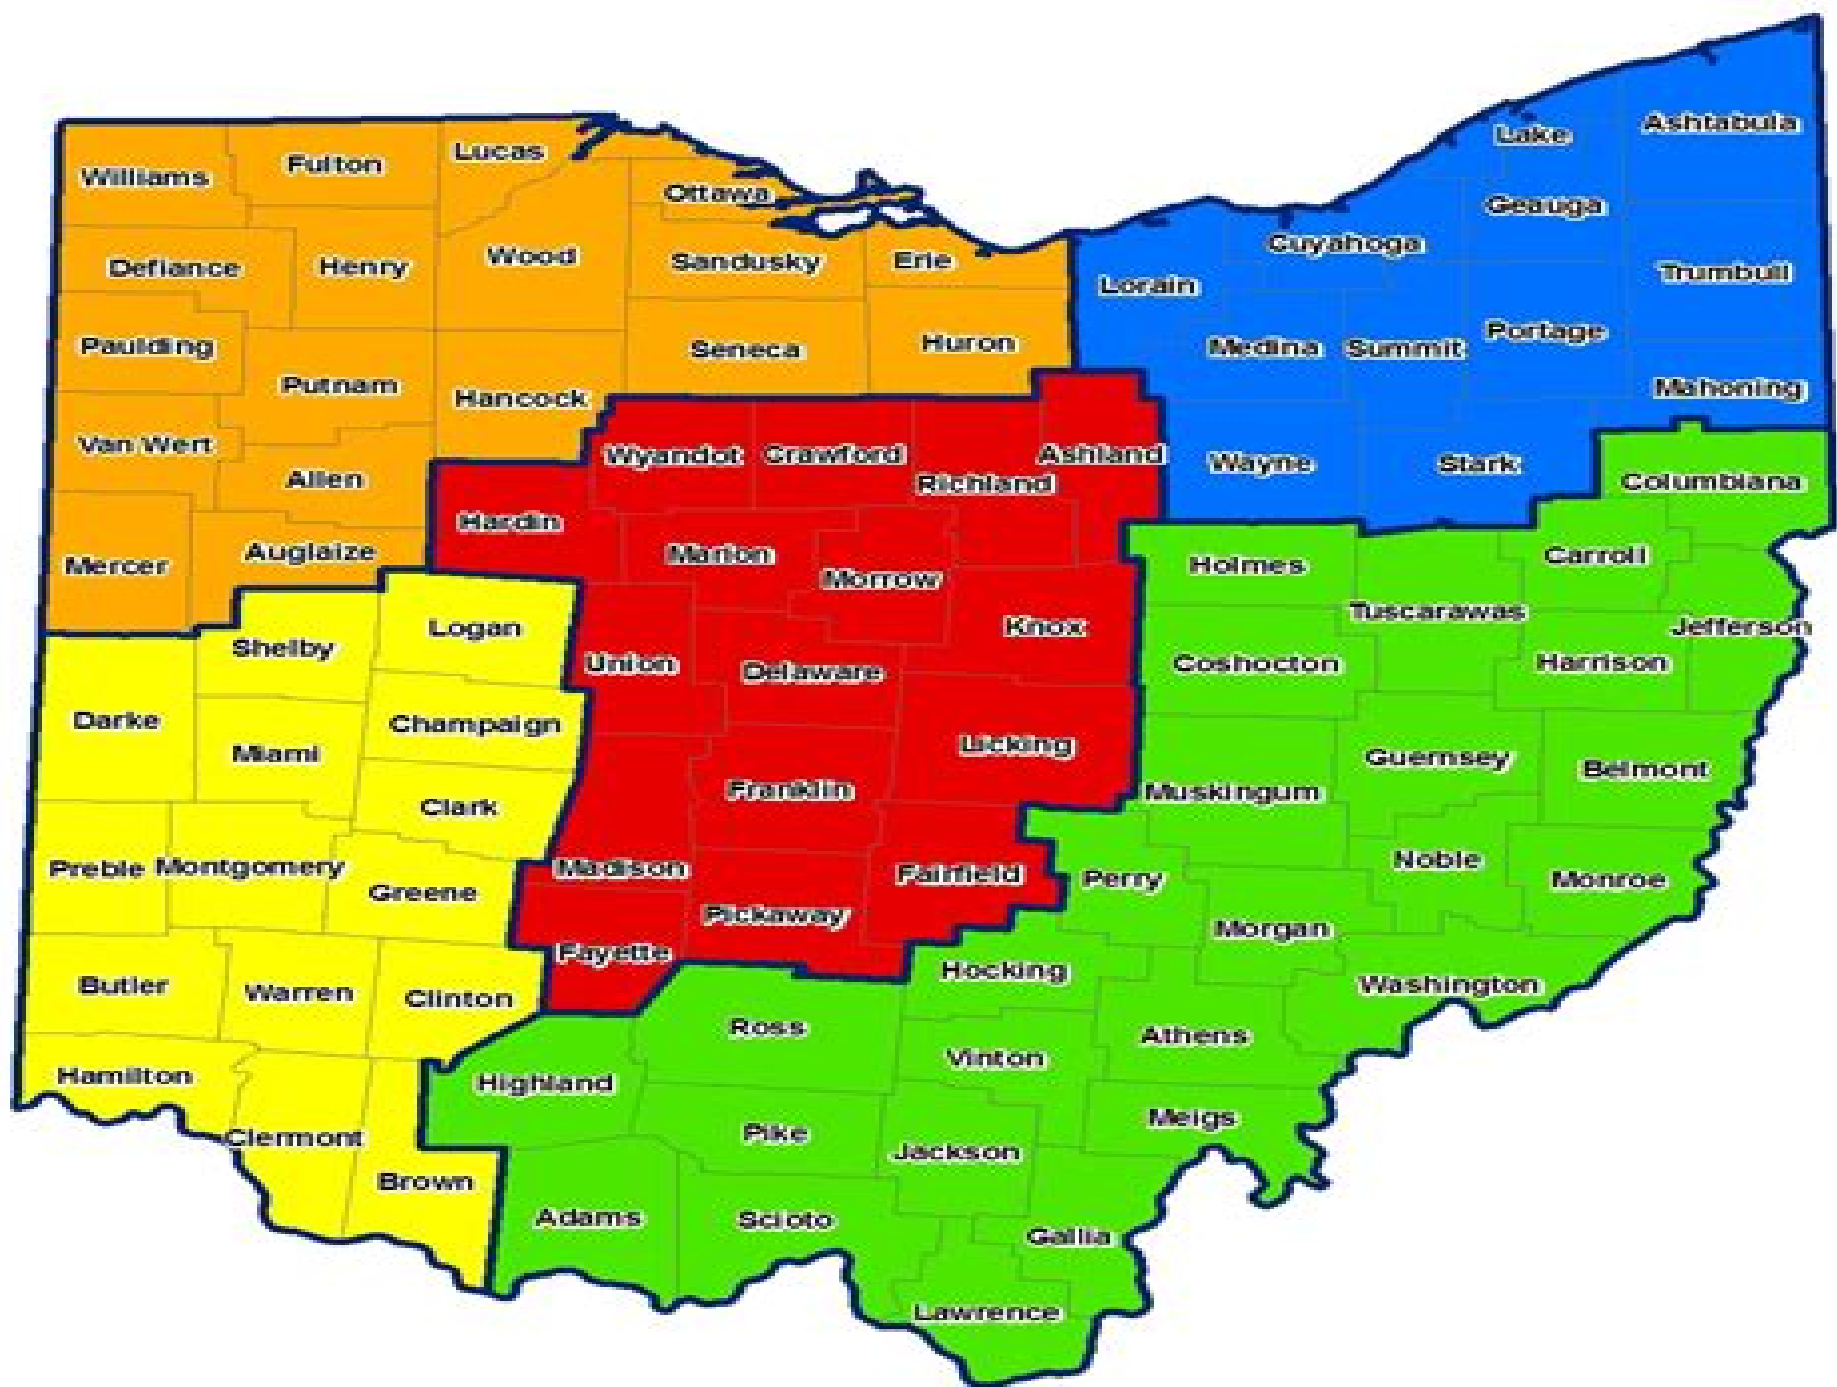 Ashtabula
Lake
Lucas
Fulton
Williams
Ottawa
Geauga
Cuyahoga
Wood
Erie
Sandusky
Henry
Defiance
Trumbull
Lorain
Portage
Huron
Paulding
Medina
Summit
Seneca
Putnam
Mahoning
Hancock
Van Wert
Wyandot
Crawford
Ashland
Wayne
Stark
Allen
Richland
Columbiana
Hardin
Auglaize
Marion
Carroll
Mercer
Holmes
Morrow
Tuscarawas
Logan
Knox
Jefferson
Shelby
Union
Coshocton
Harrison
Delaware
Darke
Champaign
Licking
Miami
Guernsey
Belmont
Franklin
Muskingum
Clark
Noble
Preble
Montgomery
Madison
Fairfield
Perry
Monroe
Greene
Pickaway
Morgan
Fayette
Hocking
Butler
Washington
Warren
Clinton
Ross
Athens
Vinton
Hamilton
Highland
Meigs
Pike
Clermont
Jackson
Brown
Adams
Scioto
Gallia
Lawrence